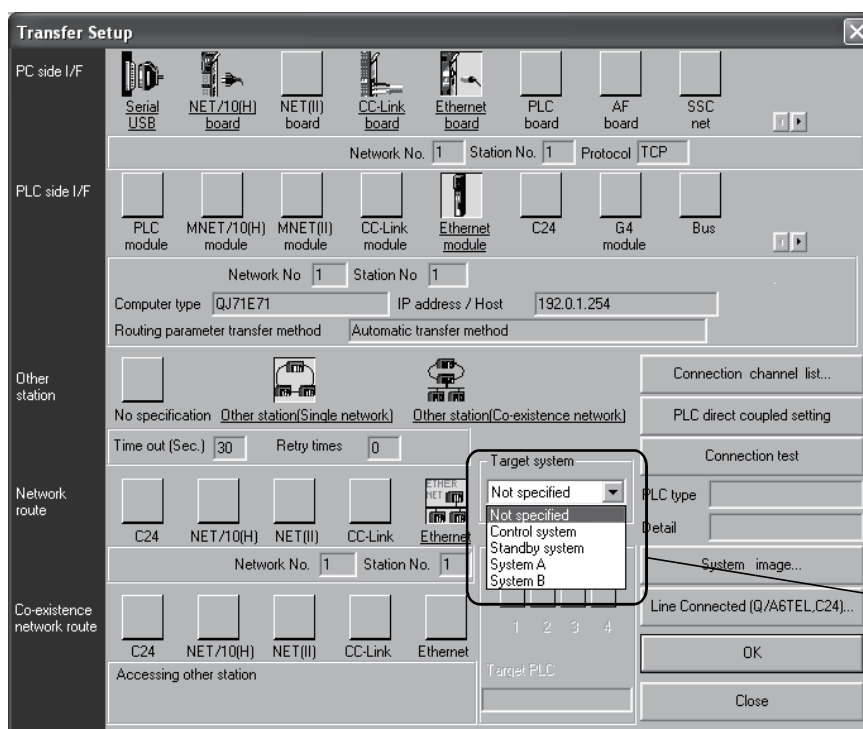 Transfer Setup
PC side I/F
Serial USB
NET/10(H) board
NET(II) board
CC-Link board
Ethernet board
PLC board
AF board
SSC net
Network No. 1 Station No. 1 Protocol TCP
PLC side I/F
PLC module
MNET/10(H) module
MNET(II) module
CC-Link module
Ethernet module
C24
G4 module
Bus
Network No 1 Station No 1
Computer type QJ71E71 IP address / Host 192.0.1.254
Routing parameter transfer method Automatic transfer method
Other station
No specification
Other station(Single network)
Other station(Co-existence network)
Time out (Sec.) 30 Retry times 0
Connection channel list...
PLC direct coupled setting
Connection test
PLC type
Detail
System image...
Line Connected (Q/A6TEL,C24)...
OK
Close
Target system
Not specified
Not specified
Control system
Standby system
System A
System B
1 2 3 4
Target PLC
Network route
C24
NET/10(H)
NET(II)
CC-Link
ETHER NET
Ethernet
Network No. 1 Station No. 1
Co-existence network route
C24
NET/10(H)
NET(II)
CC-Link
Ethernet
Accessing other station